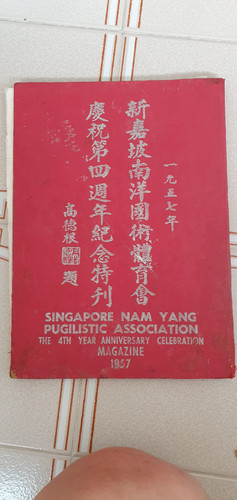 一九五七年
新嘉坡南洋國術體育會
慶祝第四週年紀念特刊
高德根
題
SINGAPORE NAM YANG
PUGILISTIC ASSOCIATION
THE 4TH YEAR ANNIVERSARY CELEBRATION
MAGAZINE
1957